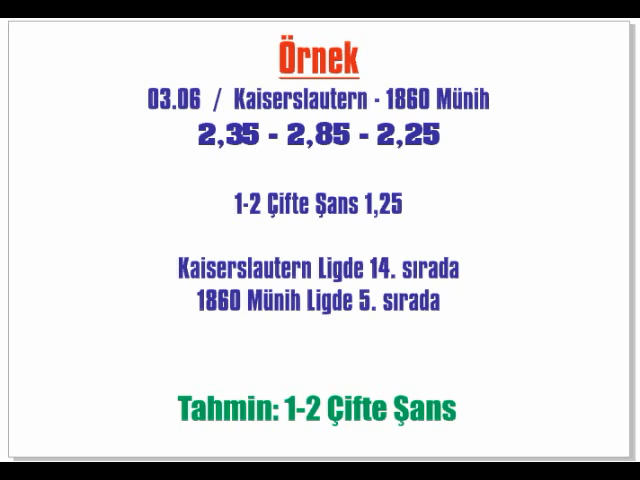 Örnek
03.06 / Kaiserslautern - 1860 Münih
2,35 - 2,85 - 2,25
1-2 Çifte Şans 1,25
Kaiserslautern Ligde 14. sırada
1860 Münih Ligde 5. sırada
Tahmin: 1-2 Çifte Şans